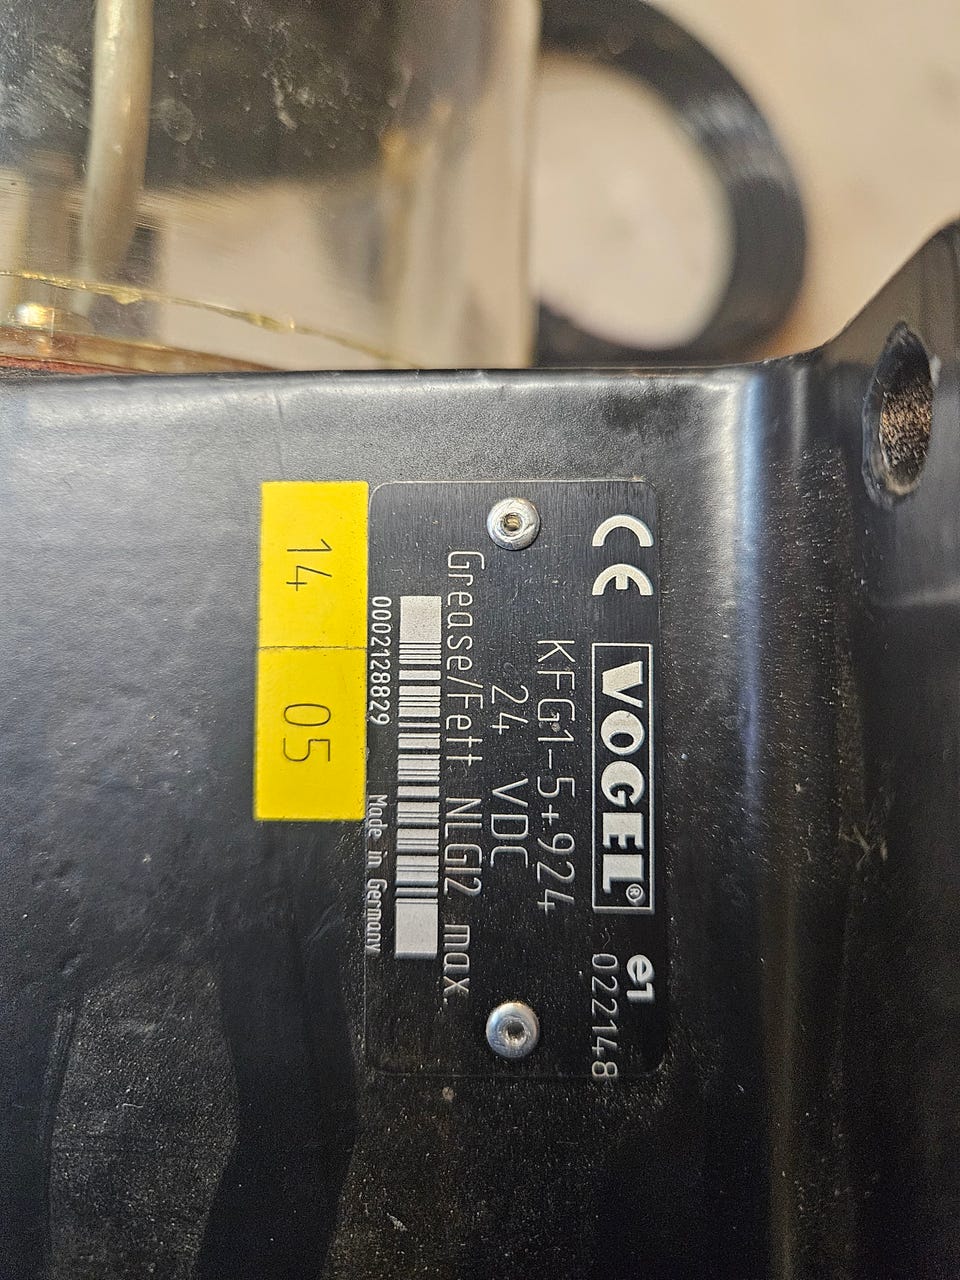 CE VOGEL® e1 022148
KFG1-5+924
24 VDC
Grease/Fett NLGI2 max.
0002128829 Made in Germany
14 05